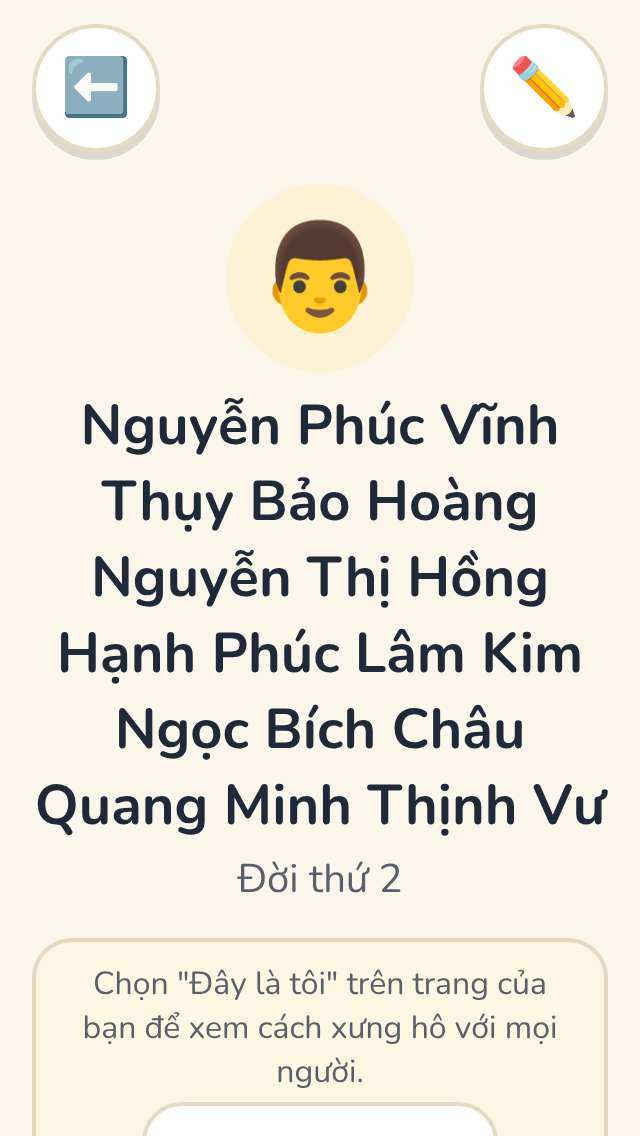 Nguyễn Phúc Vĩnh
Thụy Bảo Hoàng
Nguyễn Thị Hồng
Hạnh Phúc Lâm Kim
Ngọc Bích Châu
Quang Minh Thịnh Vư
Đời thứ 2
Chọn "Đây là tôi" trên trang của
bạn để xem cách xưng hô với mọi
người.